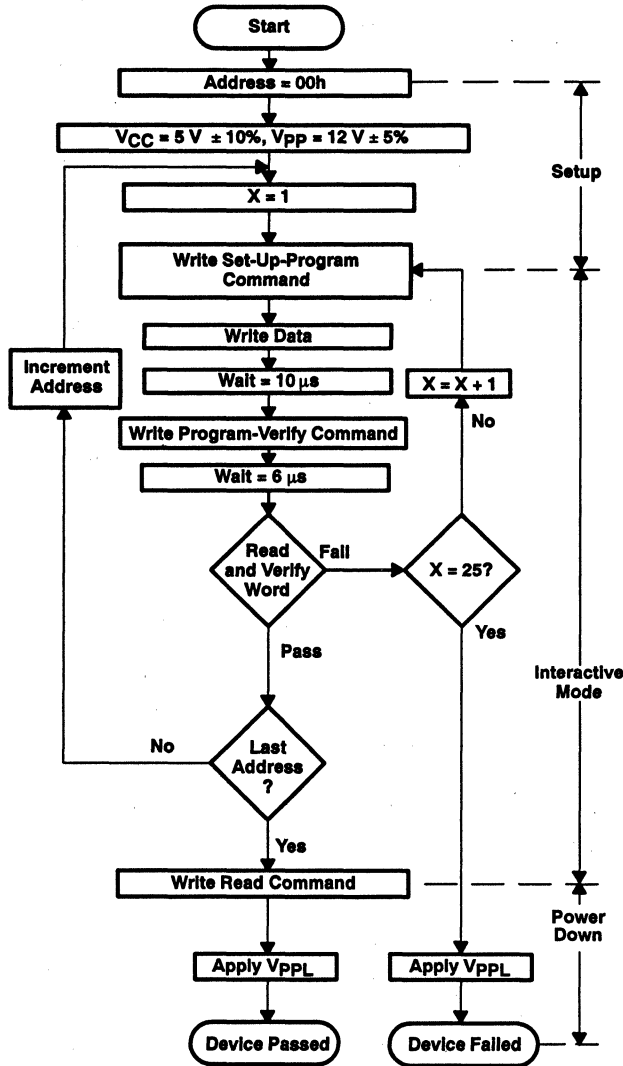 Start
Address = 00h
VCC = 5 V ± 10%, VPP = 12 V ± 5%
Setup
X = 1
Write Set-Up-Program
Command
Write Data
Increment
Address
Wait = 10 µs
X = X + 1
No
Write Program-Verify Command
Wait = 6 µs
Read
and Verify
Word
Fail
X = 25?
Pass
Yes
Interactive
Mode
No
Last
Address
?
Yes
Write Read Command
Power
Down
Apply VPPL
Apply VPPL
Device Passed
Device Failed